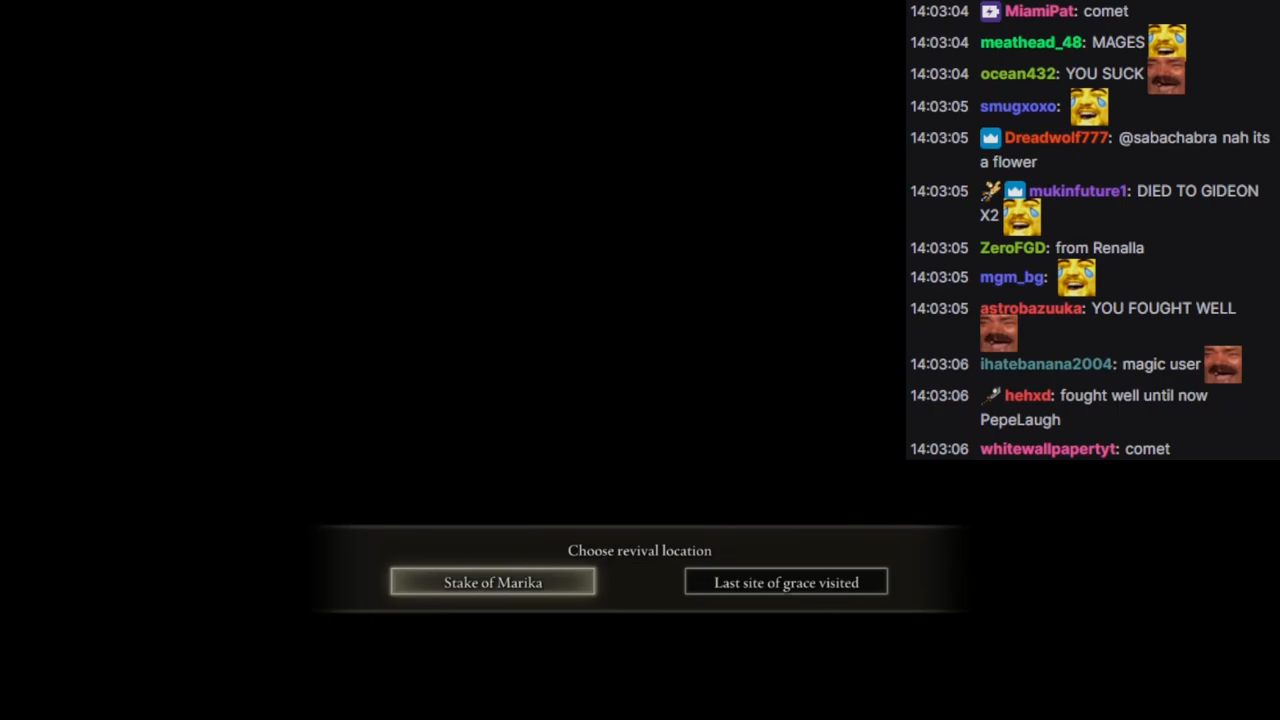 14:03:04 MiamiPat: comet
14:03:04 meathead_48: MAGES
14:03:04 ocean432: YOU SUCK
14:03:05 smugxoxo:
14:03:05 Dreadwolf777: @sabachabra nah its
a flower
14:03:05 mukinfuture1: DIED TO GIDEON
X2
14:03:05 ZeroFGD: from Renalla
14:03:05 mgm_bg:
14:03:05 astrobazuuka: YOU FOUGHT WELL
14:03:06 ihatebanana2004: magic user
14:03:06 hehxd: fought well until now
PepeLaugh
14:03:06 whitewallpapertyt: comet
Choose revival location
Stake of Marika
Last site of grace visited